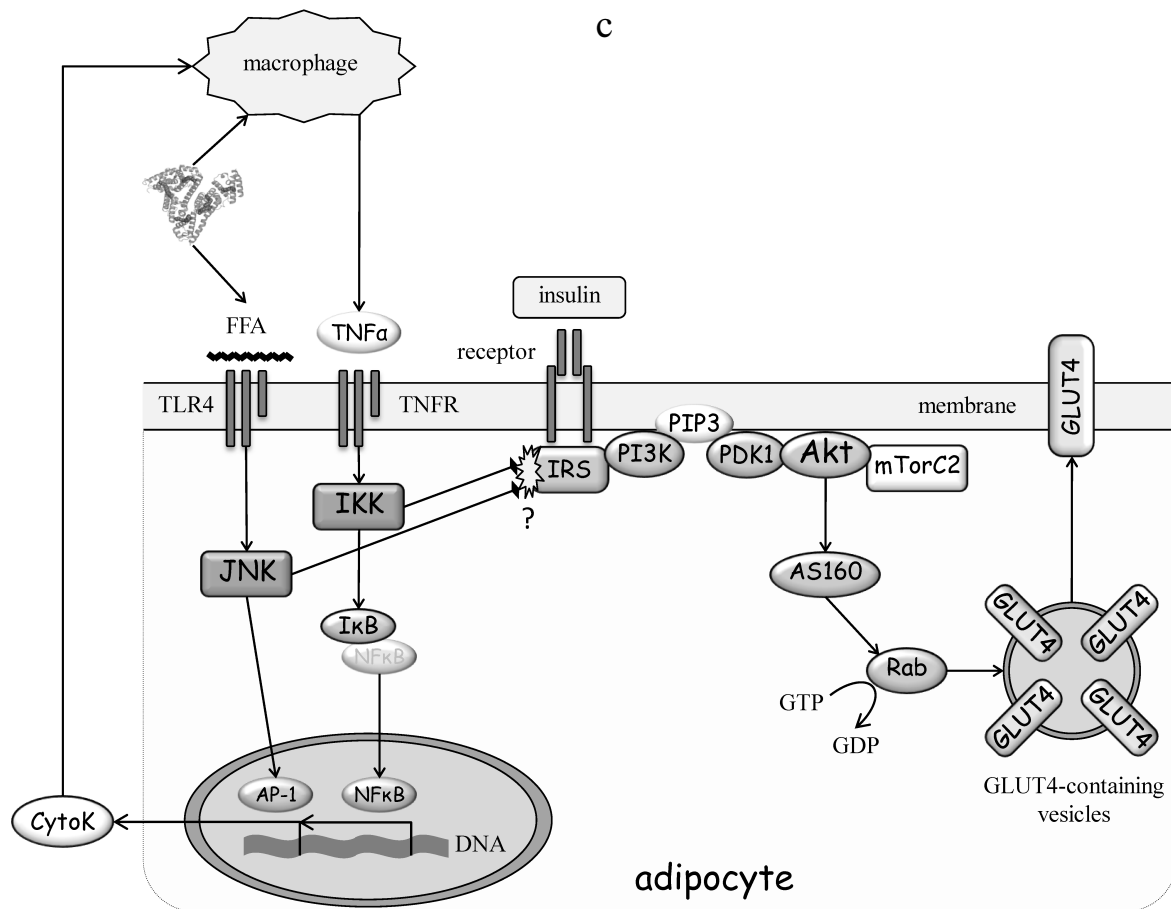 c
macrophage
FFA
TNFα
insulin
receptor
TLR4
TNFR
membrane
GLUT4
PIP3
IRS
PI3K
PDK1
Akt
mTorC2
IKK
?
JNK
AS160
IκB
NFκB
Rab
GTP
GDP
GLUT4
GLUT4
GLUT4
GLUT4
GLUT4-containing
vesicles
AP-1
NFκB
CytoK
DNA
adipocyte